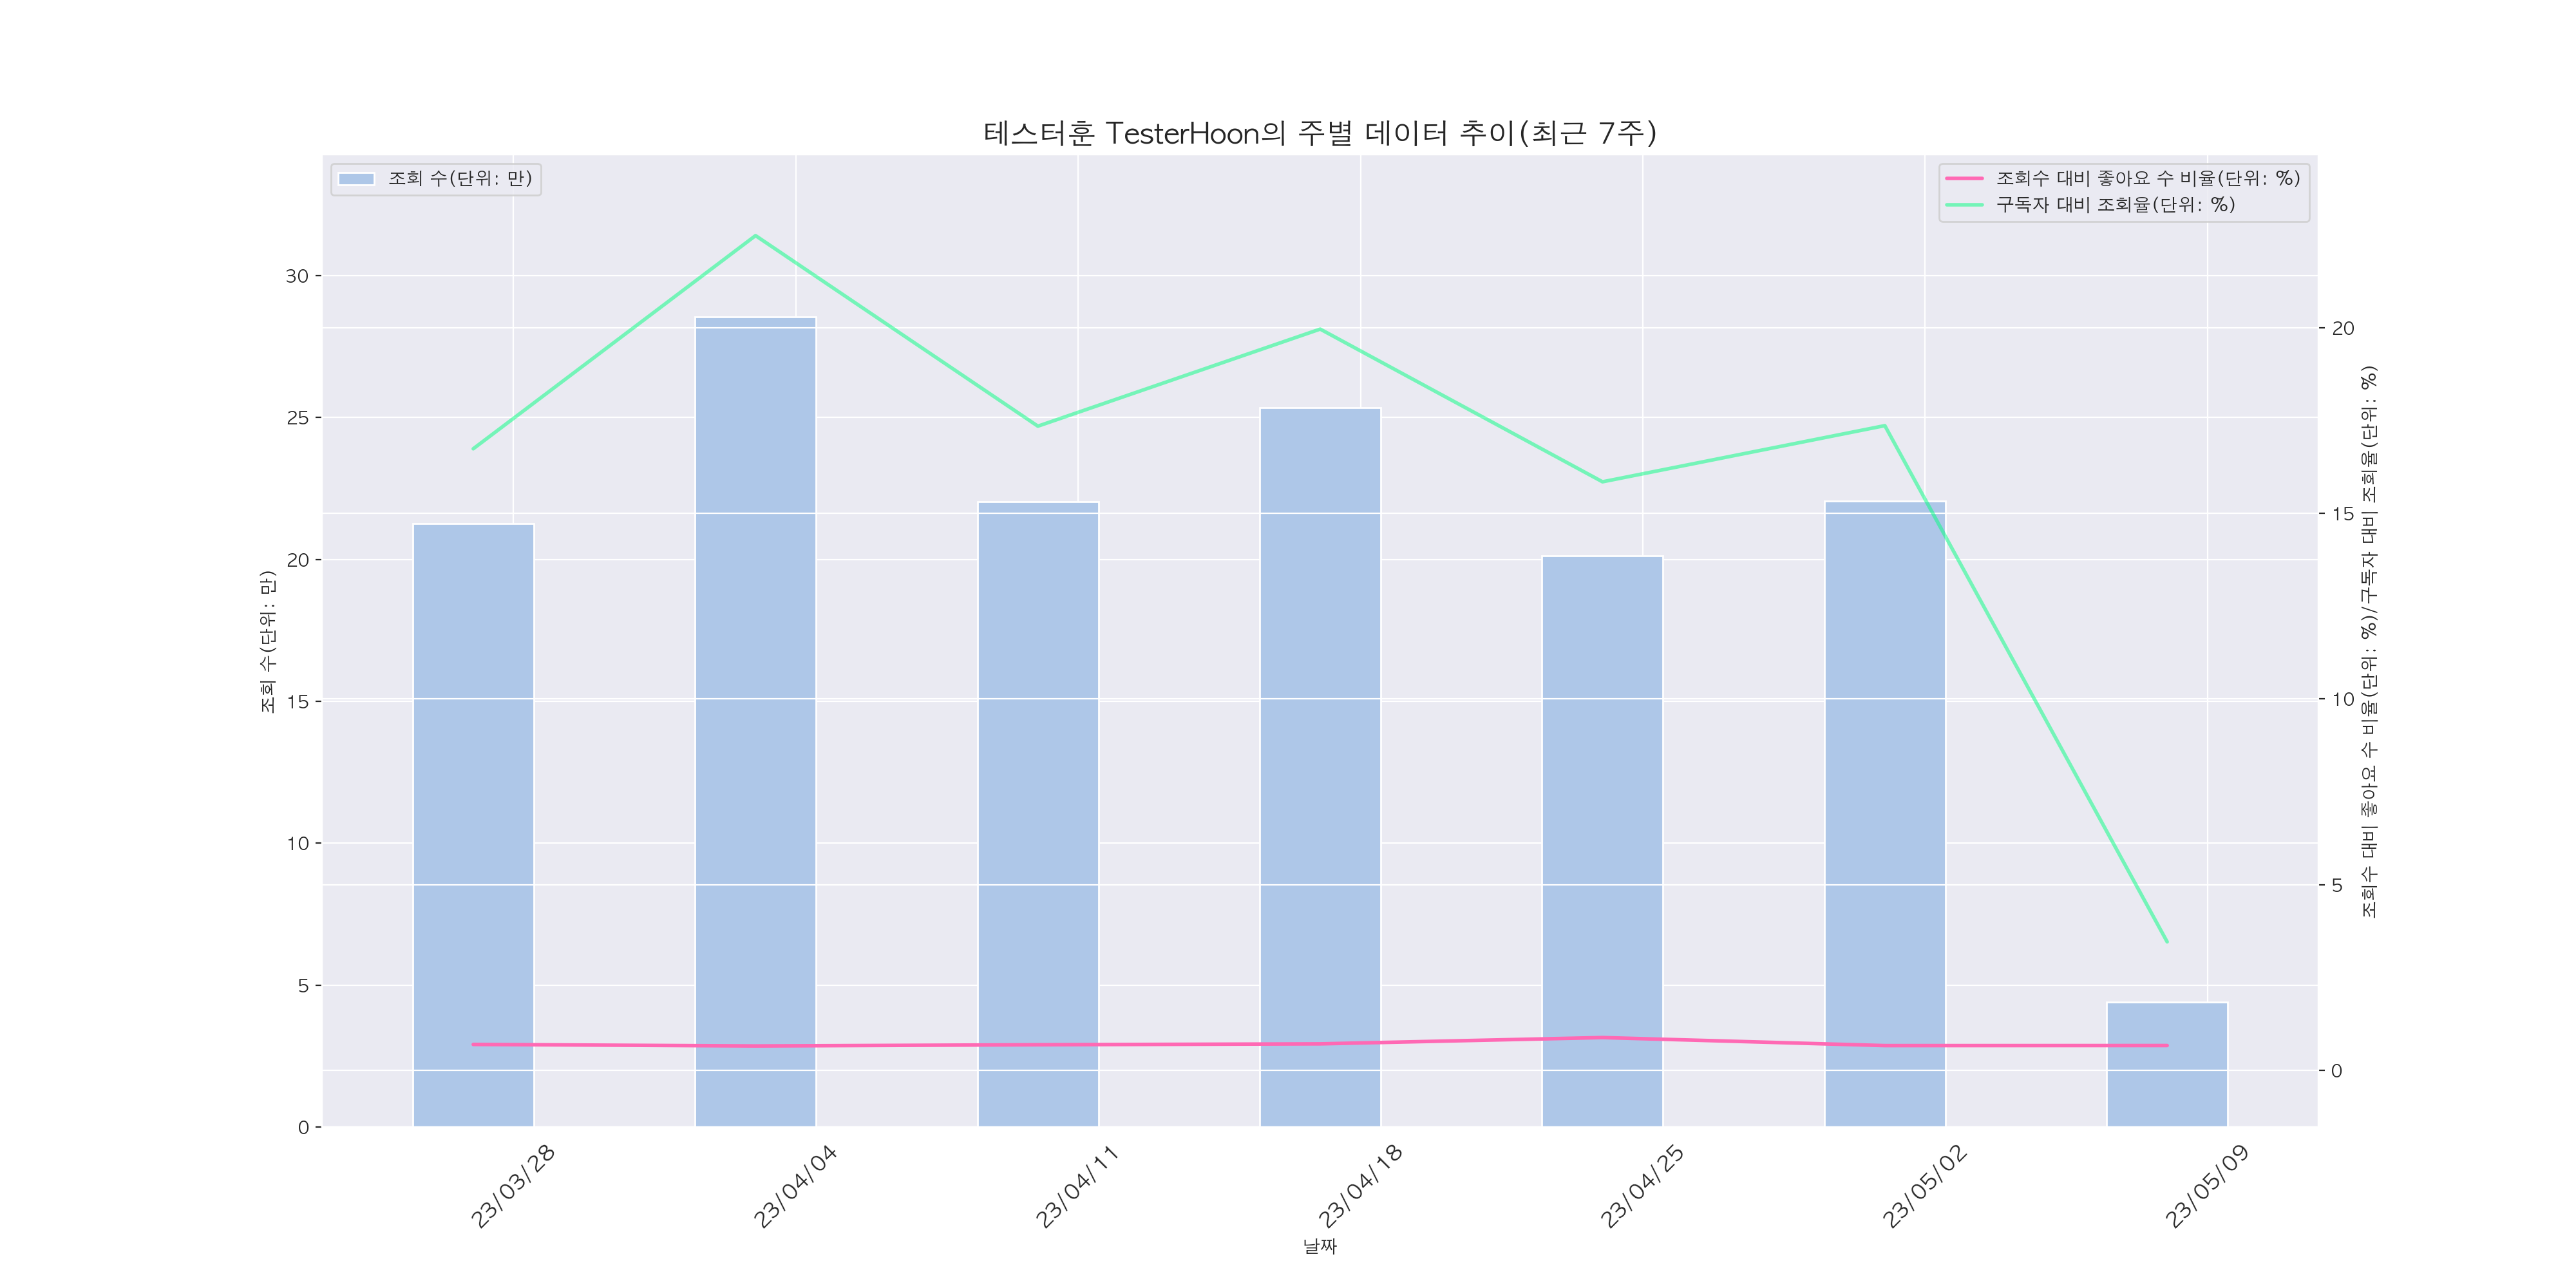 테스터훈 TesterHoon의 주별 데이터 추이(최근 7주)
조회 수(단위: 만)
조회수 대비 좋아요 수 비율(단위: %)
구독자 대비 조회율(단위: %)
30
25
20
15
10
5
0
조회 수(단위: 만)
20
15
10
5
0
조회수 대비 좋아요 수 비율(단위: %)/구독자 대비 조회율(단위: %)
23/03/28
23/04/04
23/04/11
23/04/18
23/04/25
23/05/02
23/05/09
날짜